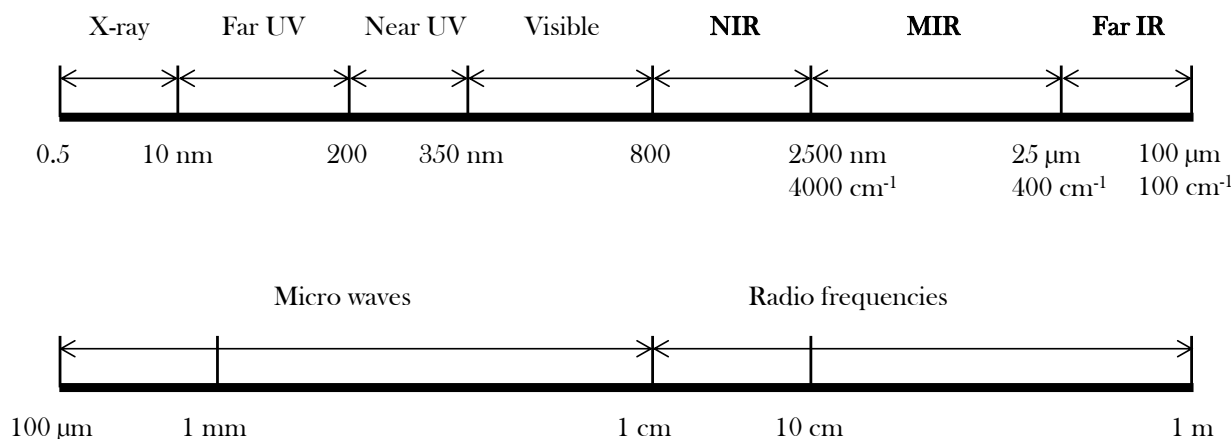 X-ray Far UV Near UV Visible NIR MIR Far IR
0.5 10 nm 200 350 nm 800 2500 nm 25 µm 100 µm
4000 cm⁻¹ 400 cm⁻¹ 100 cm⁻¹
Micro waves Radio frequencies
100 µm 1 mm 1 cm 10 cm 1 m